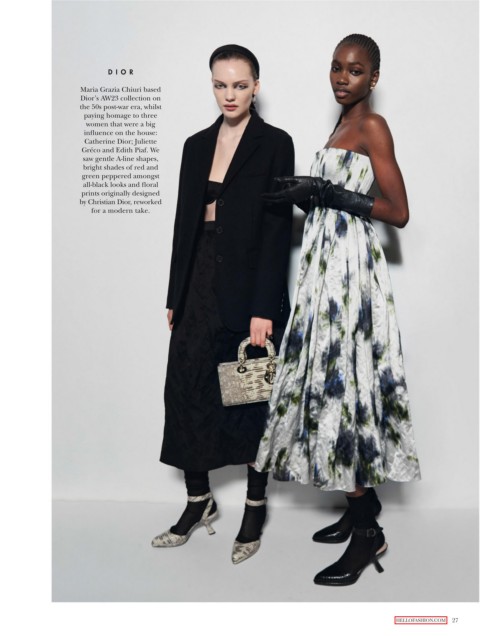 DIOR
Maria Grazia Chiuri based
Dior's AW23 collection on
the 50s post-war era, whilst
paying homage to three
women that were a big
influence on the house:
Catherine Dior; Juliette
Gréco and Edith Piaf. We
saw gentle A-line shapes,
bright shades of red and
green peppered amongst
all-black looks and floral
prints originally designed
by Christian Dior, reworked
for a modern take.
HELLOFASHION.COM 27